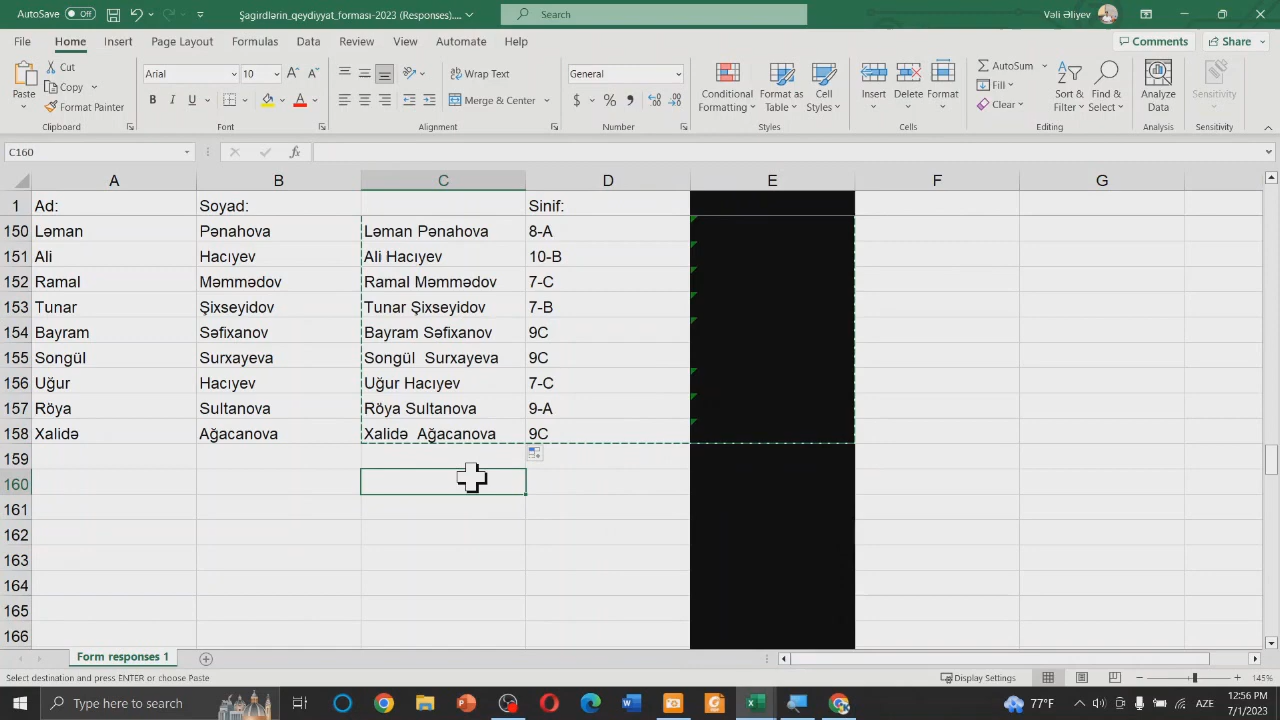 AutoSave Off Şagirdlərin_qeydiyyat_forması-2023 (Responses).... Search Vəli Əliyev
File Home Insert Page Layout Formulas Data Review View Automate Help Comments Share
Paste Cut Copy Format Painter Clipboard
Arial 10 B I U Font
Wrap Text Merge & Center Alignment
General $ % Number
Conditional Formatting Format as Table Cell Styles Styles
Insert Delete Format Cells
AutoSum Fill Clear Sort & Filter Find & Select Editing
Analyze Data Analysis
Sensitivity Sensitivity
C160 fx
A B C D E F G
1 Ad: Soyad: Sinif:
150 Ləman Pənahova Ləman Pənahova 8-A
151 Ali Hacıyev Ali Hacıyev 10-B
152 Ramal Məmmədov Ramal Məmmədov 7-C
153 Tunar Şixseyidov Tunar Şixseyidov 7-B
154 Bayram Səfixanov Bayram Səfixanov 9C
155 Songül Surxayeva Songül  Surxayeva 9C
156 Uğur Hacıyev Uğur Hacıyev 7-C
157 Röya Sultanova Röya Sultanova 9-A
158 Xalidə Ağacanova Xalidə  Ağacanova 9C
159
160
161
162
163
164
165
166
Form responses 1
Select destination and press ENTER or choose Paste Display Settings 145%
Type here to search 77°F AZE 12:56 PM
7/1/2023